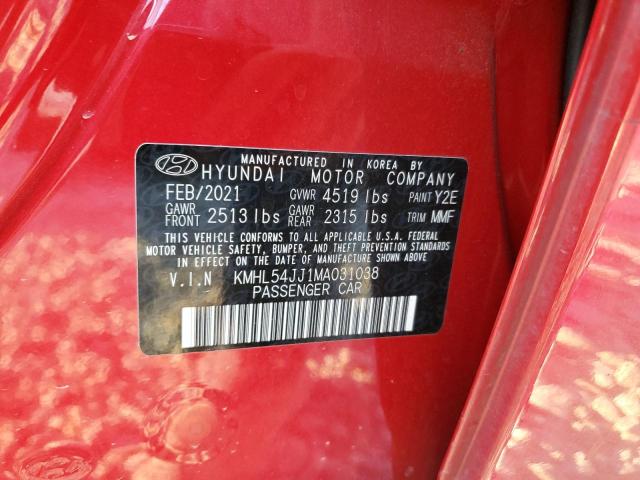 MANUFACTURED IN KOREA BY
HYUNDAI MOTOR COMPANY
FEB/2021 GVWR 4519 lbs PAINT Y2E
GAWR FRONT 2513 lbs GAWR REAR 2315 lbs TRIM MMF
THIS VEHICLE CONFORMS TO ALL APPLICABLE U.S.A. FEDERAL
MOTOR VEHICLE SAFETY, BUMPER, AND THEFT PREVENTION STANDARDS
IN EFFECT ON THE DATE OF MANUFACTURE SHOWN ABOVE.
V.I.N KMHL54JJ1MA031038
PASSENGER CAR